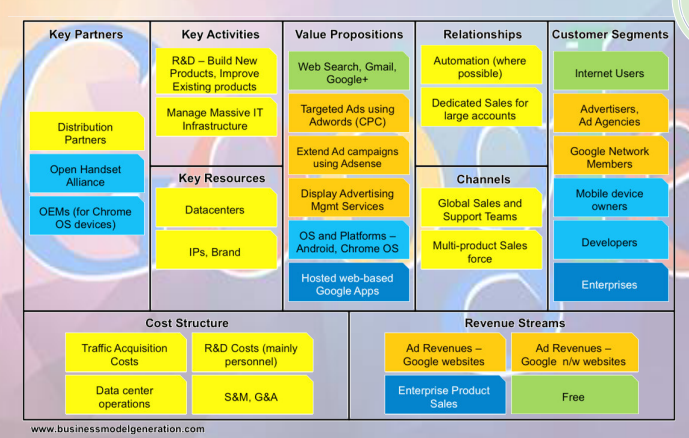 Key Partners
Distribution
Partners
Open Handset
Alliance
OEMs (for Chrome
OS devices)
Key Activities
R&D – Build New
Products, Improve
Existing products
Manage Massive IT
Infrastructure
Key Resources
Datacenters
IPs, Brand
Value Propositions
Web Search, Gmail,
Google+
Targeted Ads using
Adwords (CPC)
Extend Ad campaigns
using Adsense
Display Advertising
Mgmt Services
OS and Platforms –
Android, Chrome OS
Hosted web-based
Google Apps
Relationships
Automation (where
possible)
Dedicated Sales for
large accounts
Channels
Global Sales and
Support Teams
Multi-product Sales
force
Customer Segments
Internet Users
Advertisers,
Ad Agencies
Google Network
Members
Mobile device
owners
Developers
Enterprises
Cost Structure
Traffic Acquisition
Costs
R&D Costs (mainly
personnel)
Data center
operations
S&M, G&A
Revenue Streams
Ad Revenues –
Google websites
Ad Revenues –
Google n/w websites
Enterprise Product
Sales
Free
www.businessmodelgeneration.com